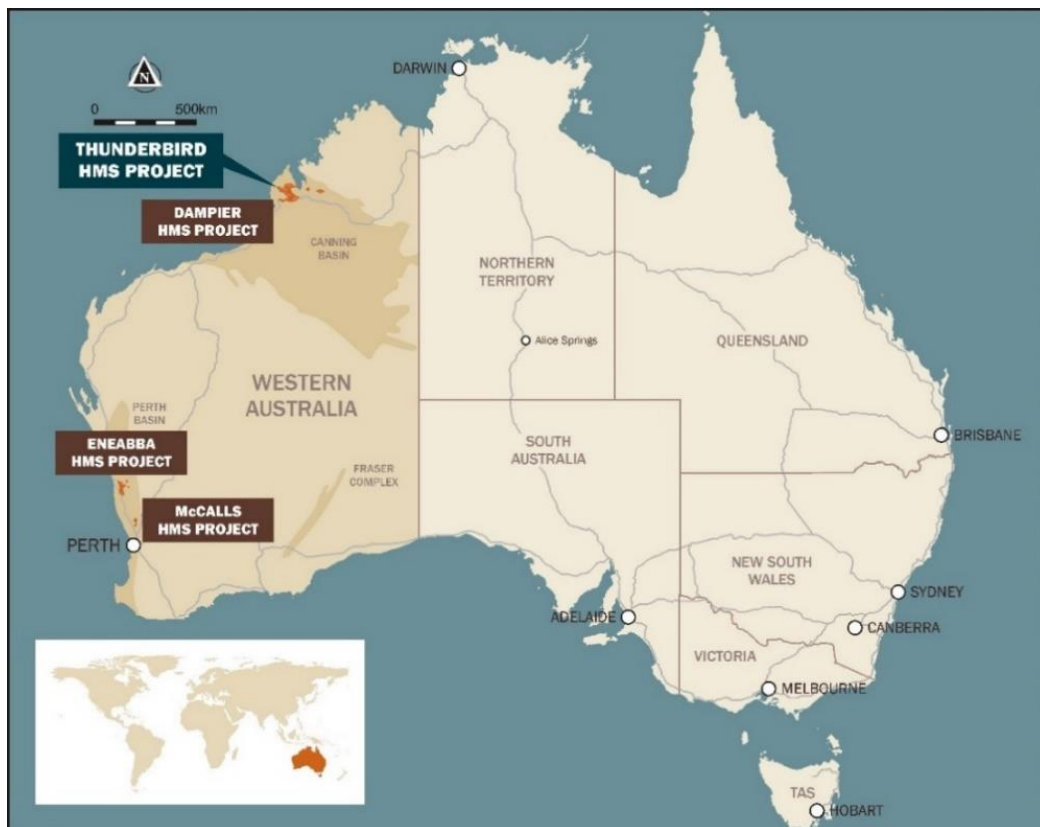 DARWIN
N
0 500km
THUNDERBIRD
HMS PROJECT
DAMPIER
HMS PROJECT
CANNING
BASIN
NORTHERN
TERRITORY
Alice Springs
QUEENSLAND
WESTERN
AUSTRALIA
PERTH
BASIN
ENEABBA
HMS PROJECT
SOUTH
AUSTRALIA
BRISBANE
FRASER
COMPLEX
McCALLS
HMS PROJECT
PERTH
NEW SOUTH
WALES
SYDNEY
ADELAIDE
CANBERRA
VICTORIA
MELBOURNE
TAS
HOBART